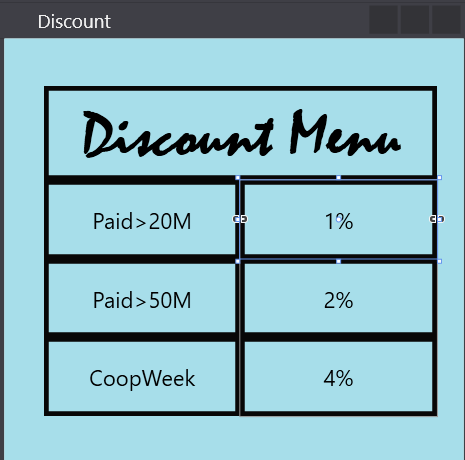 Discount
Discount Menu
Paid>20M 1%
Paid>50M 2%
CoopWeek 4%